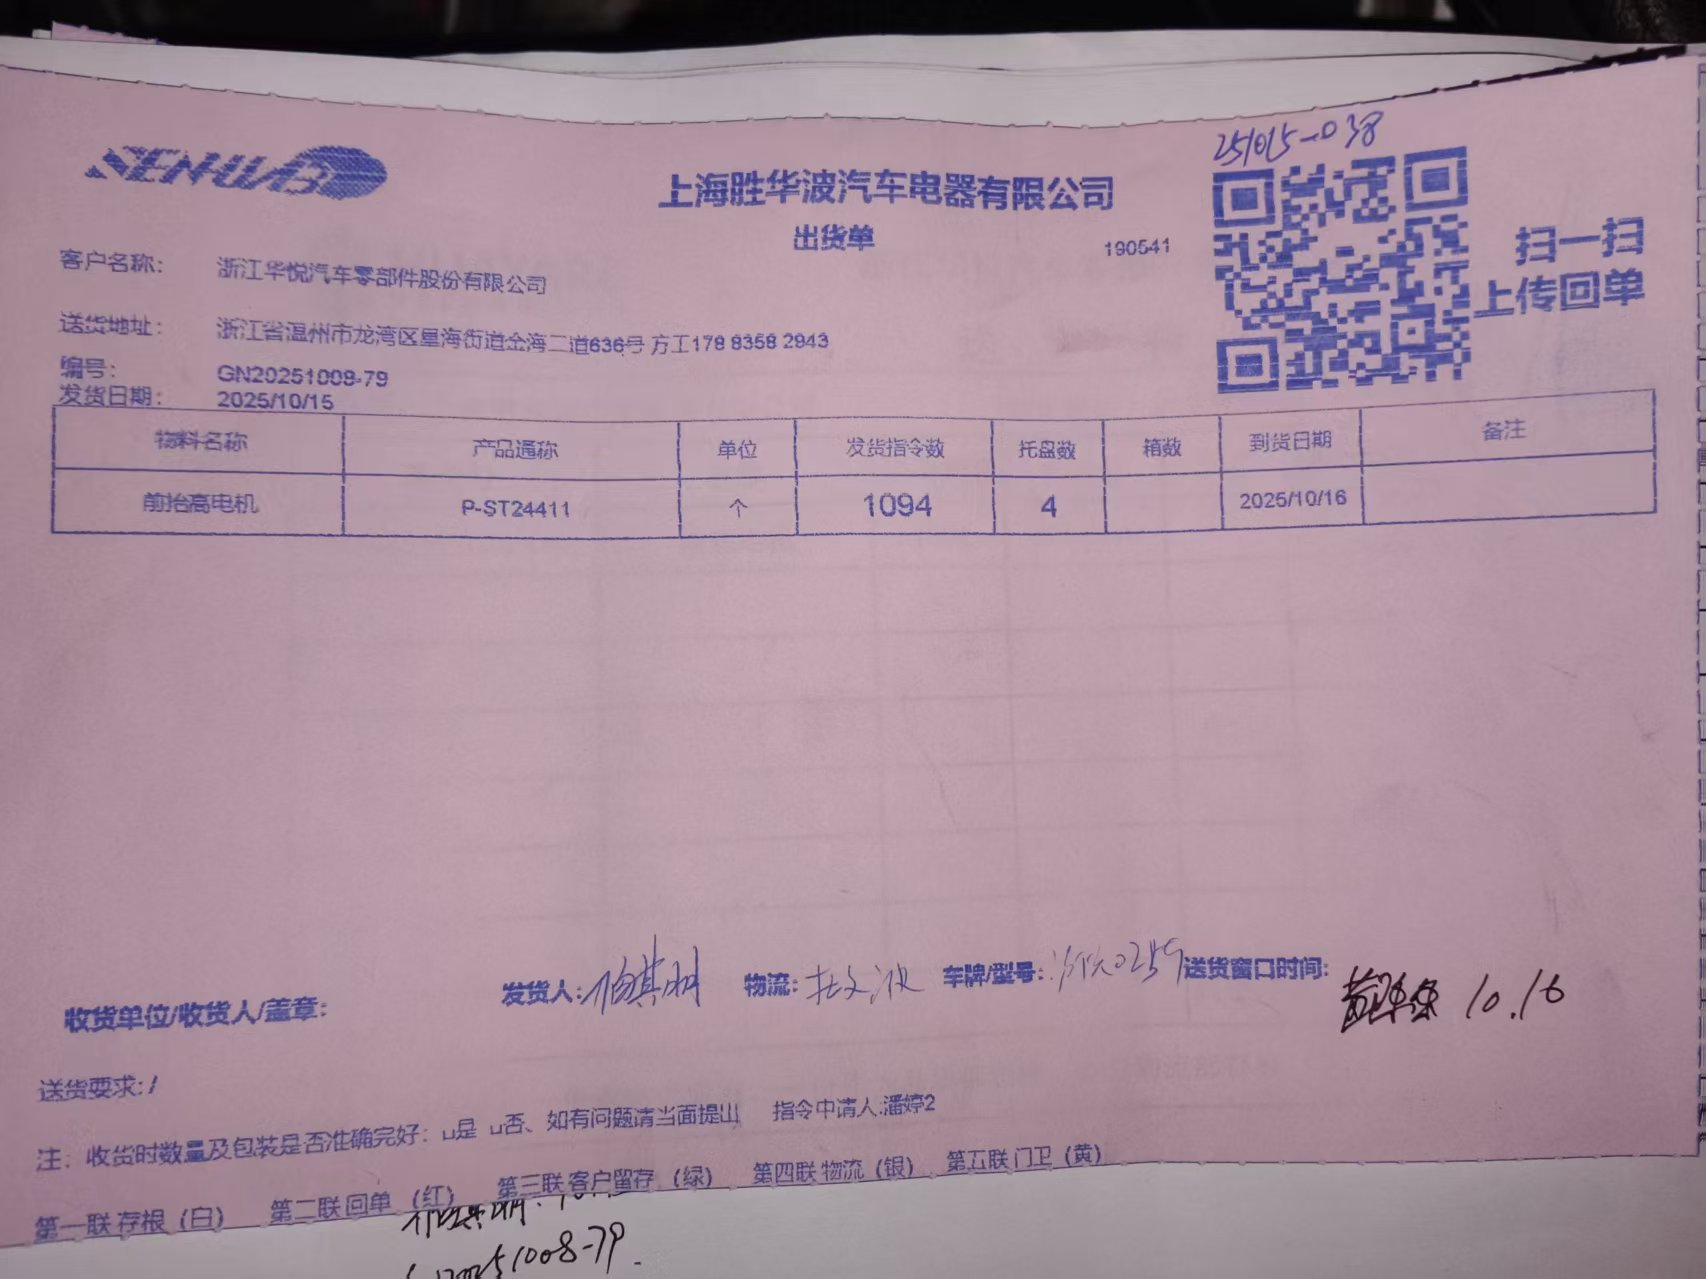 251015-038
SENHWB
上海胜华波汽车电器有限公司
出货单
190541
扫一扫
上传回单
客户名称： 浙江华悦汽车零部件股份有限公司
送货地址： 浙江省温州市龙湾区星海街道金海二道636号 方工178 8358 2943
编号： GN20251008-79
发货日期： 2025/10/15
物料名称 产品通称 单位 发货指令数 托盘数 箱数 到货日期 备注
前抬高电机 P-ST24411 个 1094 4 2025/10/16
收货单位/收货人/盖章： 发货人： 物流： 车牌/型号： 送货窗口时间：
10.16
送货要求：/
注：收货时数量及包装是否准确完好：u是 u否、如有问题请当面提出 指令申请人:潘婷2
第一联 存根（白） 第二联 回单 （红） 第三联 客户留存 （绿） 第四联 物流（银） 第五联 门卫（黄）
51008-79.